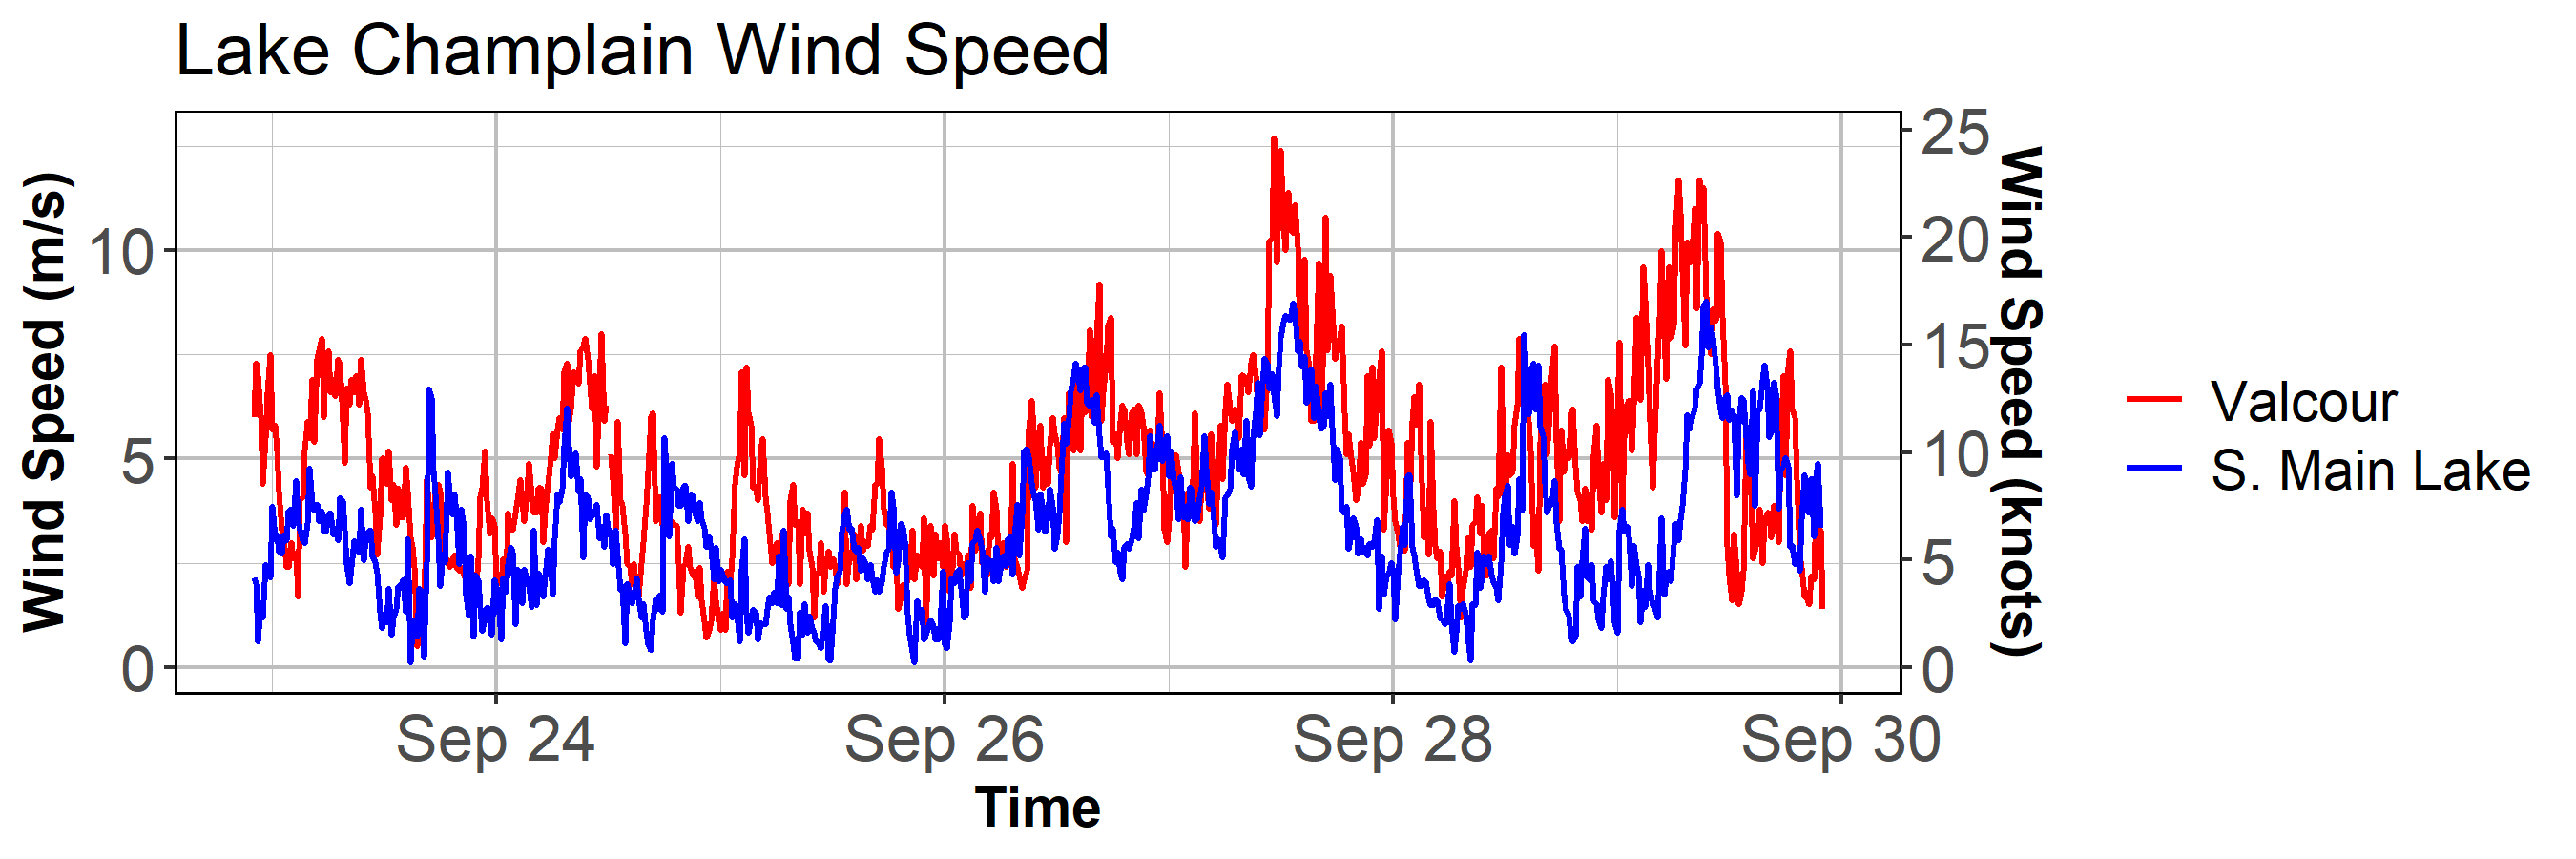 Lake Champlain Wind Speed
Wind Speed (m/s)
10
5
0
25
20
15
10
5
0
Wind Speed (knots)
Sep 24
Sep 26
Sep 28
Sep 30
Time
Valcour
S. Main Lake